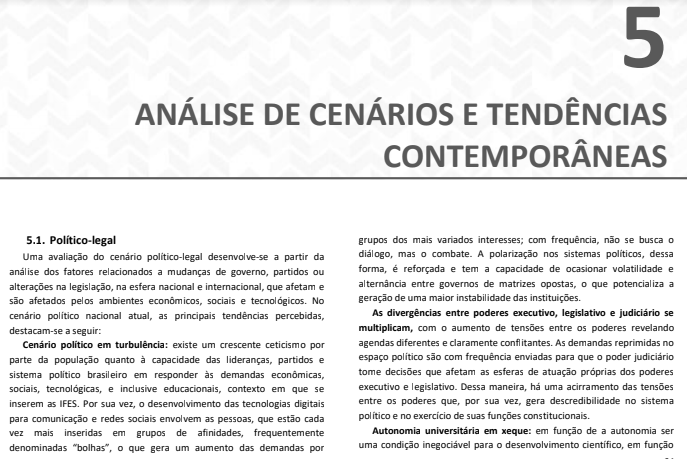 5
ANÁLISE DE CENÁRIOS E TENDÊNCIAS
CONTEMPORÂNEAS
5.1. Político-legal
Uma avaliação do cenário político-legal desenvolve-se a partir da
análise dos fatores relacionados a mudanças de governo, partidos ou
alterações na legislação, na esfera nacional e internacional, que afetam e
são afetados pelos ambientes econômicos, sociais e tecnológicos. No
cenário político nacional atual, as principais tendências percebidas,
destacam-se a seguir:
Cenário político em turbulência: existe um crescente ceticismo por
parte da população quanto à capacidade das lideranças, partidos e
sistema político brasileiro em responder às demandas econômicas,
sociais, tecnológicas, e inclusive educacionais, contexto em que se
inserem as IFES. Por sua vez, o desenvolvimento das tecnologias digitais
para comunicação e redes sociais envolvem as pessoas, que estão cada
vez mais inseridas em grupos de afinidades, frequentemente
denominadas “bolhas”, o que gera um aumento das demandas por
grupos dos mais variados interesses; com frequência, não se busca o
diálogo, mas o combate. A polarização nos sistemas políticos, dessa
forma, é reforçada e tem a capacidade de ocasionar volatilidade e
alternância entre governos de matrizes opostas, o que potencializa a
geração de uma maior instabilidade das instituições.
As divergências entre poderes executivo, legislativo e judiciário se
multiplicam, com o aumento de tensões entre os poderes revelando
agendas diferentes e claramente conflitantes. As demandas reprimidas no
espaço político são com frequência enviadas para que o poder judiciário
tome decisões que afetam as esferas de atuação próprias dos poderes
executivo e legislativo. Dessa maneira, há um acirramento das tensões
entre os poderes que, por sua vez, gera descredibilidade no sistema
político e no exercício de suas funções constitucionais.
Autonomia universitária em xeque: em função de a autonomia ser
uma condição inegociável para o desenvolvimento científico, em função